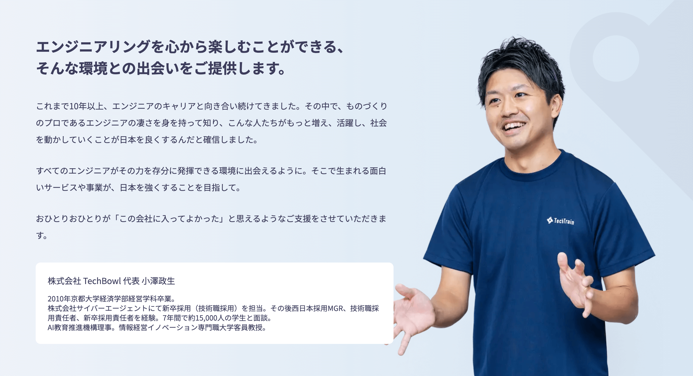 エンジニアリングを心から楽しむことができる、
そんな環境との出会いをご提供します。
これまで10年以上、エンジニアのキャリアと向き合い続けてきました。その中で、ものづくり
のプロであるエンジニアの凄さを身を持って知り、こんな人たちがもっと増え、活躍し、社会
を動かしていくことが日本を良くするんだと確信しました。
すべてのエンジニアがその力を存分に発揮できる環境に出会えるように。そこで生まれる面白
いサービスや事業が、日本を強くすることを目指して。
おひとりおひとりが「この会社に入ってよかった」と思えるようなご支援をさせていただきま
す。
TechTrain
株式会社 TechBowl 代表 小澤政生
2010年京都大学経済学部経営学科卒業。
株式会社サイバーエージェントにて新卒採用（技術職採用）を担当。その後西日本採用MGR、技術職採
用責任者、新卒採用責任者を経験。7年間で約15,000人の学生と面談。
AI教育推進機構理事。情報経営イノベーション専門職大学客員教授。